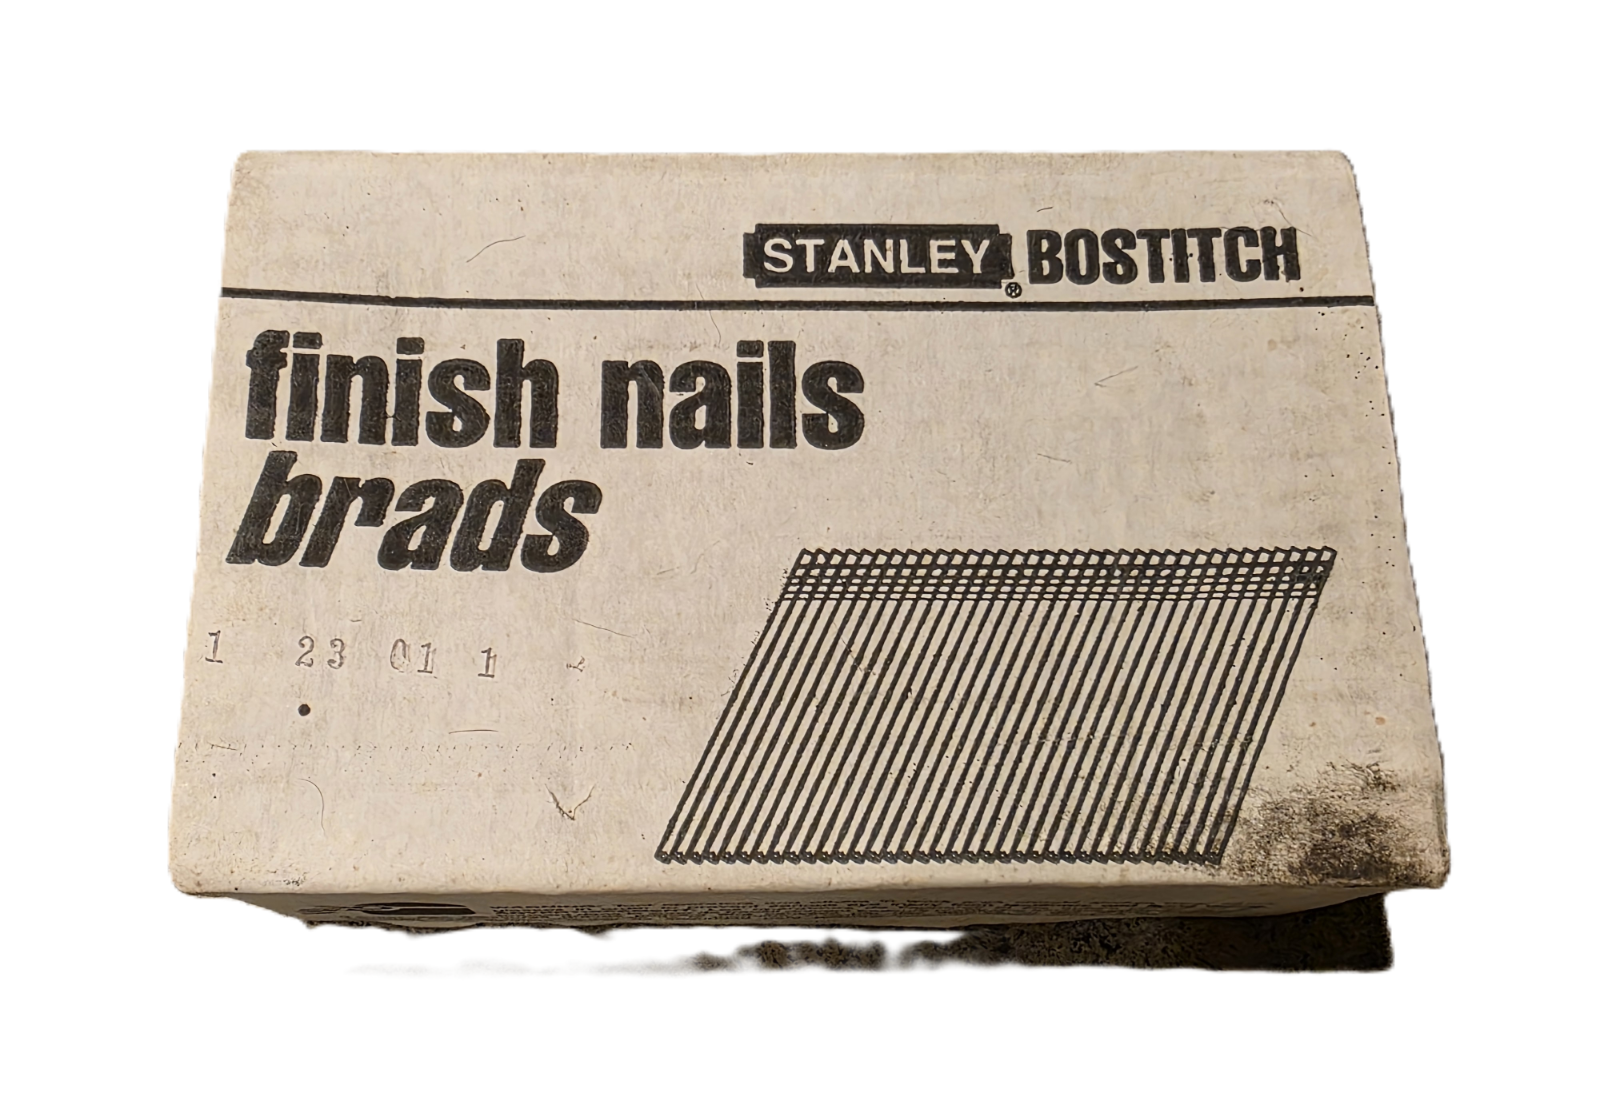 STANLEY® BOSTITCH
finish nails
brads
1 23 01 1